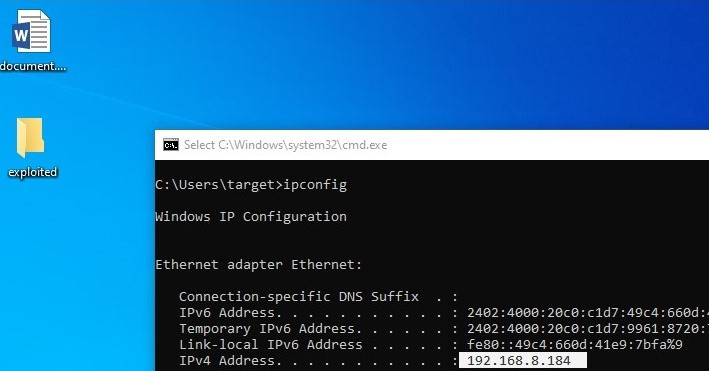 document....
exploited
Select C:\Windows\system32\cmd.exe
C:\Users\target>ipconfig
Windows IP Configuration
Ethernet adapter Ethernet:
Connection-specific DNS Suffix . :
IPv6 Address. . . . . . . . . . . : 2402:4000:20c0:c1d7:49c4:660d:4
Temporary IPv6 Address. . . . . . : 2402:4000:20c0:c1d7:9961:8720:7
Link-local IPv6 Address . . . . . : fe80::49c4:660d:41e9:7bfa%9
IPv4 Address. . . . . . . . . . . : 192.168.8.184